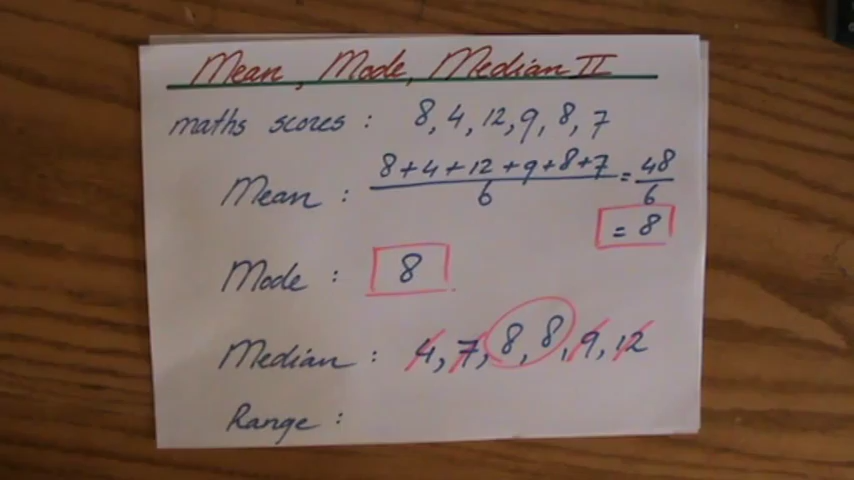 Mean, Mode, Median II
maths scores : 8, 4, 12, 9, 8, 7
Mean : 8+4+12+9+8+7 / 6 = 48 / 6
= 8
Mode : 8
Median : 4, 7, 8, 8, 9, 12
Range :